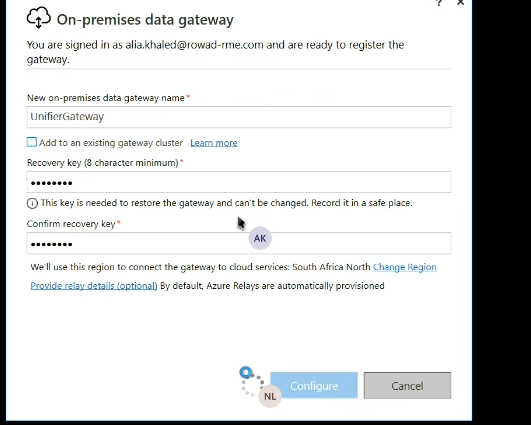 On-premises data gateway
You are signed in as alia.khaled@rowad-rme.com and are ready to register the
gateway.
New on-premises data gateway name*
UnifierGateway
Add to an existing gateway cluster Learn more
Recovery key (8 character minimum)*
••••••••
This key is needed to restore the gateway and can't be changed. Record it in a safe place.
Confirm recovery key*
AK
••••••••
We'll use this region to connect the gateway to cloud services: South Africa North Change Region
Provide relay details (optional) By default, Azure Relays are automatically provisioned
Configure Cancel
NL